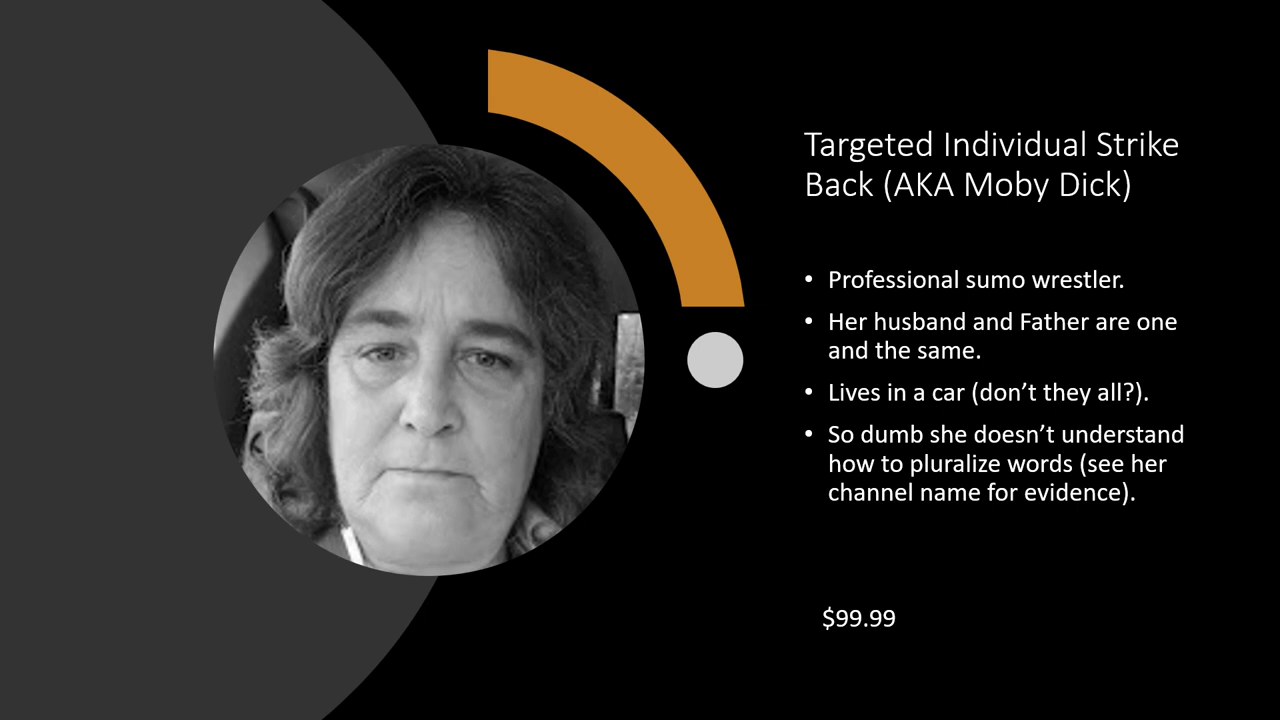 Targeted Individual Strike
Back (AKA Moby Dick)
• Professional sumo wrestler.
• Her husband and Father are one
and the same.
• Lives in a car (don’t they all?).
• So dumb she doesn’t understand
how to pluralize words (see her
channel name for evidence).
$99.99